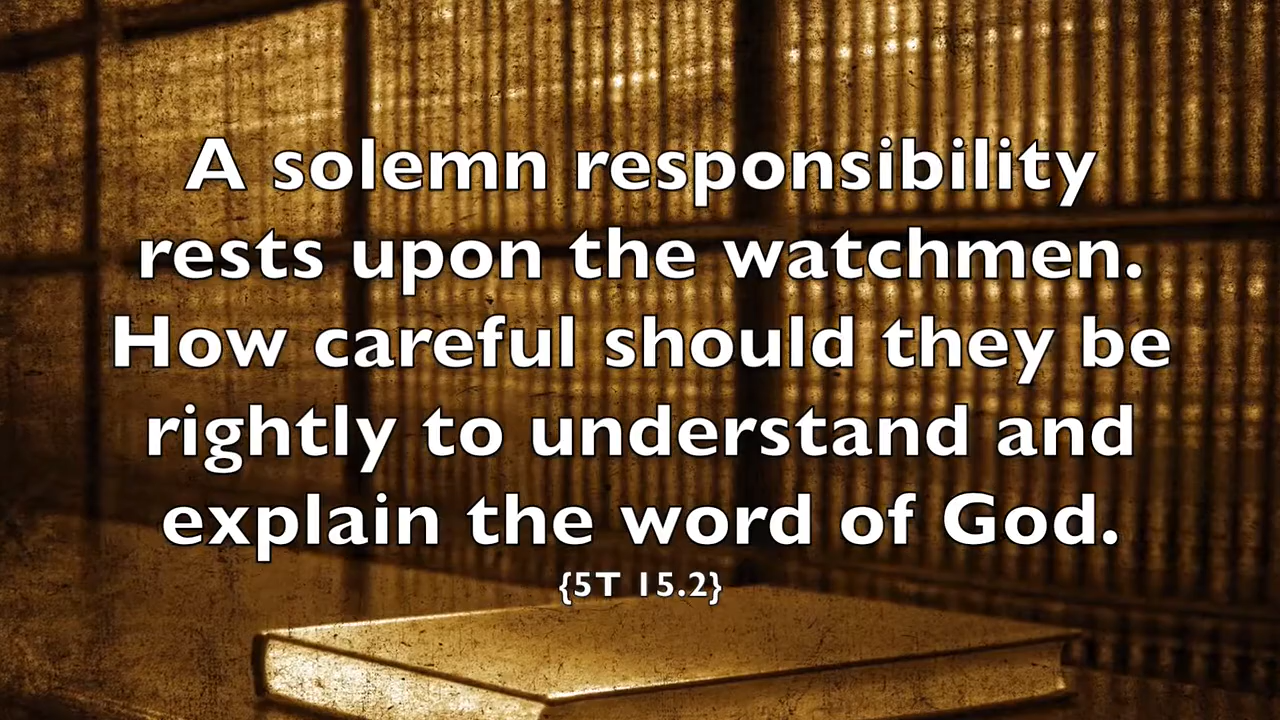 A solemn responsibility
rests upon the watchmen.
How careful should they be
rightly to understand and
explain the word of God.
{5T 15.2}